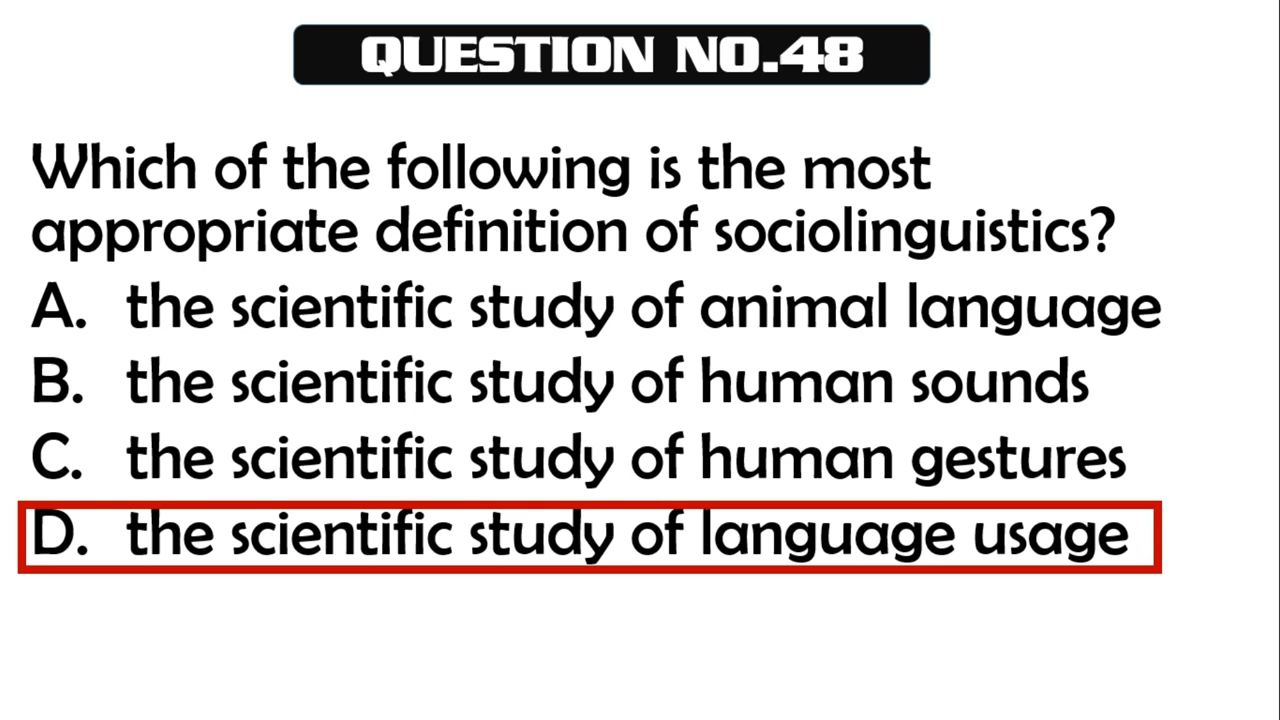 QUESTION NO.48
Which of the following is the most
appropriate definition of sociolinguistics?
A. the scientific study of animal language
B. the scientific study of human sounds
C. the scientific study of human gestures
D. the scientific study of language usage